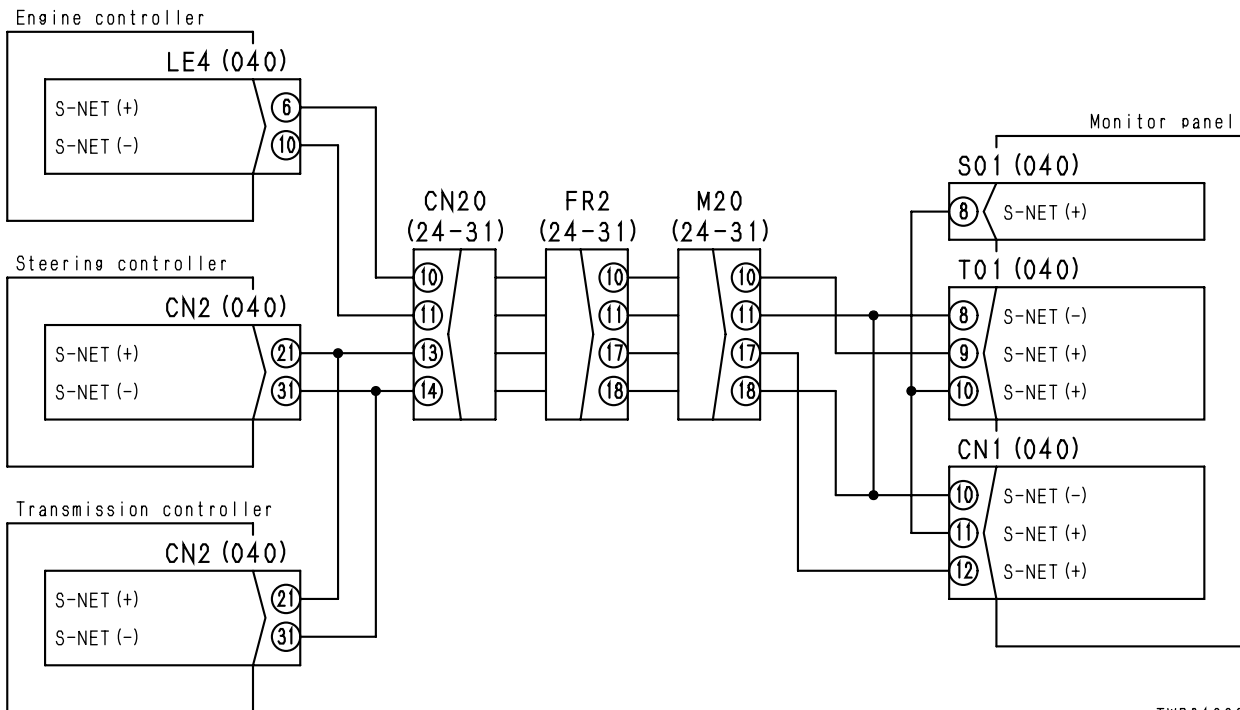 Engine controller
LE4 (040)
S-NET (+) 6
S-NET (-) 10
Steering controller
CN2 (040)
S-NET (+) 21
S-NET (-) 31
Transmission controller
CN2 (040)
S-NET (+) 21
S-NET (-) 31
CN20
(24-31)
10
11
13
14
FR2
(24-31)
10
11
17
18
M20
(24-31)
10
11
17
18
Monitor panel
S01 (040)
8 S-NET (+)
T01 (040)
8 S-NET (-)
9 S-NET (+)
10 S-NET (+)
CN1 (040)
10 S-NET (-)
11 S-NET (+)
12 S-NET (+)